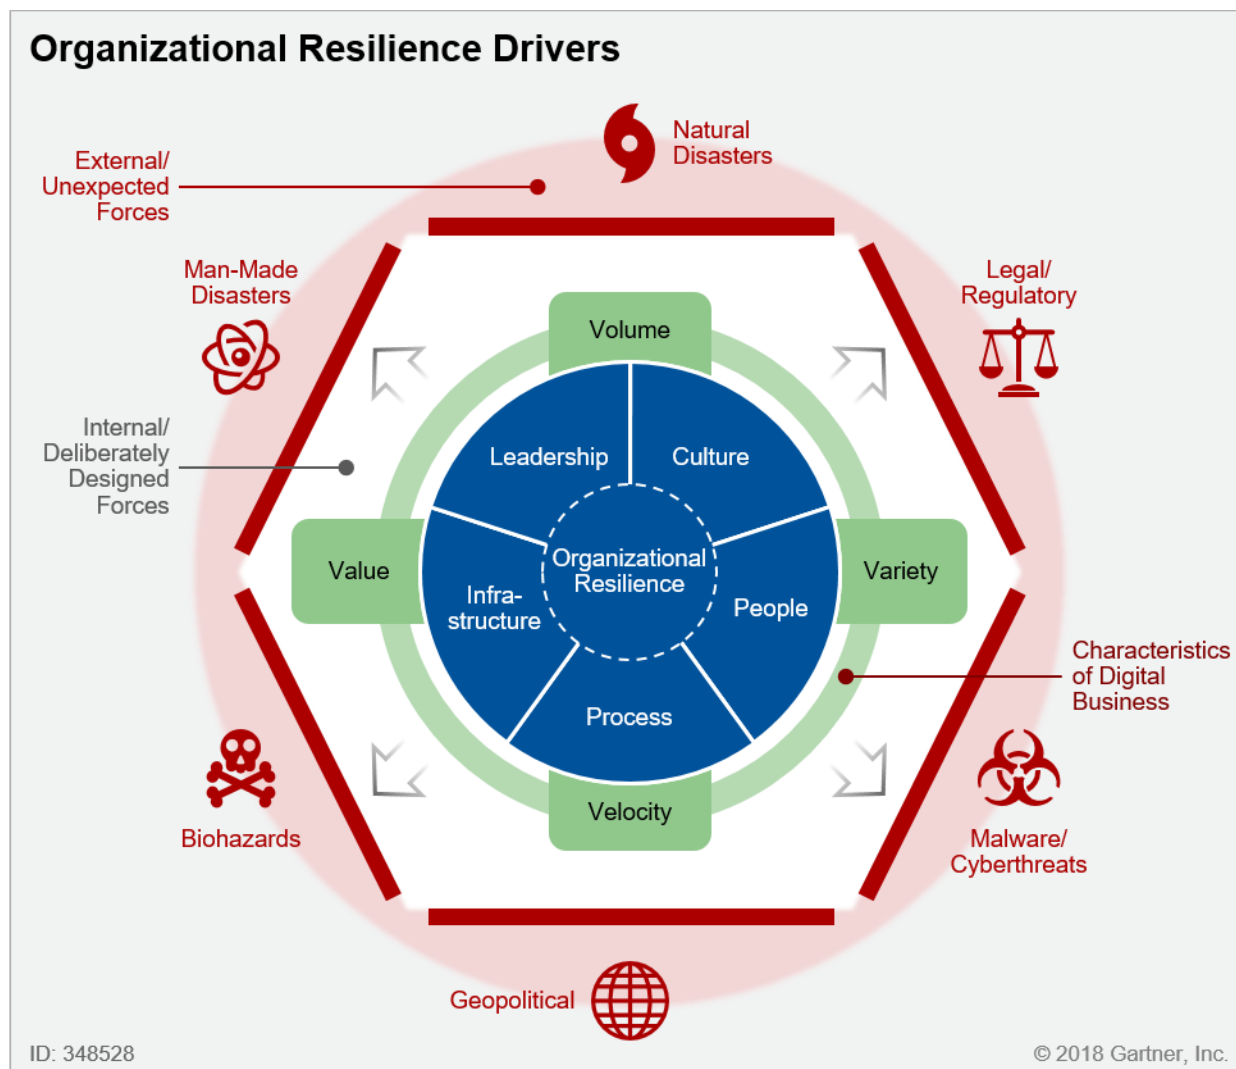 Organizational Resilience Drivers
Natural
Disasters
External/
Unexpected
Forces
Man-Made
Disasters
Legal/
Regulatory
Volume
Internal/
Deliberately
Designed
Forces
Leadership
Culture
Value
Organizational
Resilience
Variety
Infra-
structure
People
Characteristics
of Digital
Business
Process
Velocity
Biohazards
Malware/
Cyberthreats
Geopolitical
ID: 348528
© 2018 Gartner, Inc.